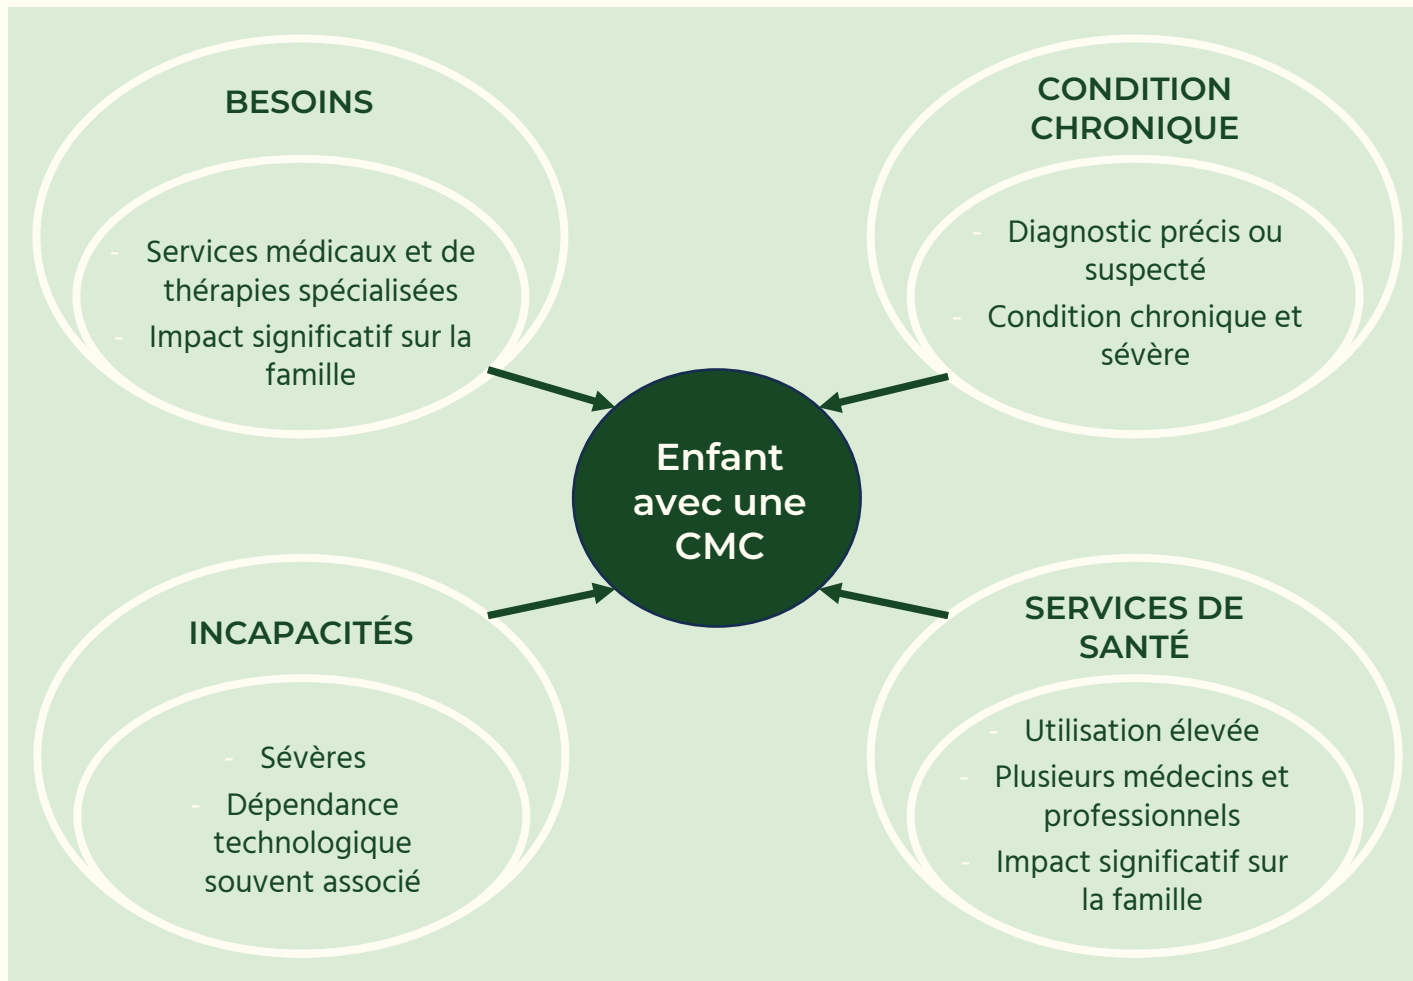 BESOINS
- Services médicaux et de
thérapies spécialisées
- Impact significatif sur la
famille
CONDITION
CHRONIQUE
- Diagnostic précis ou
suspecté
- Condition chronique et
sévère
Enfant
avec une
CMC
INCAPACITÉS
- Sévères
- Dépendance
technologique
souvent associé
SERVICES DE
SANTÉ
- Utilisation élevée
- Plusieurs médecins et
professionnels
- Impact significatif sur
la famille